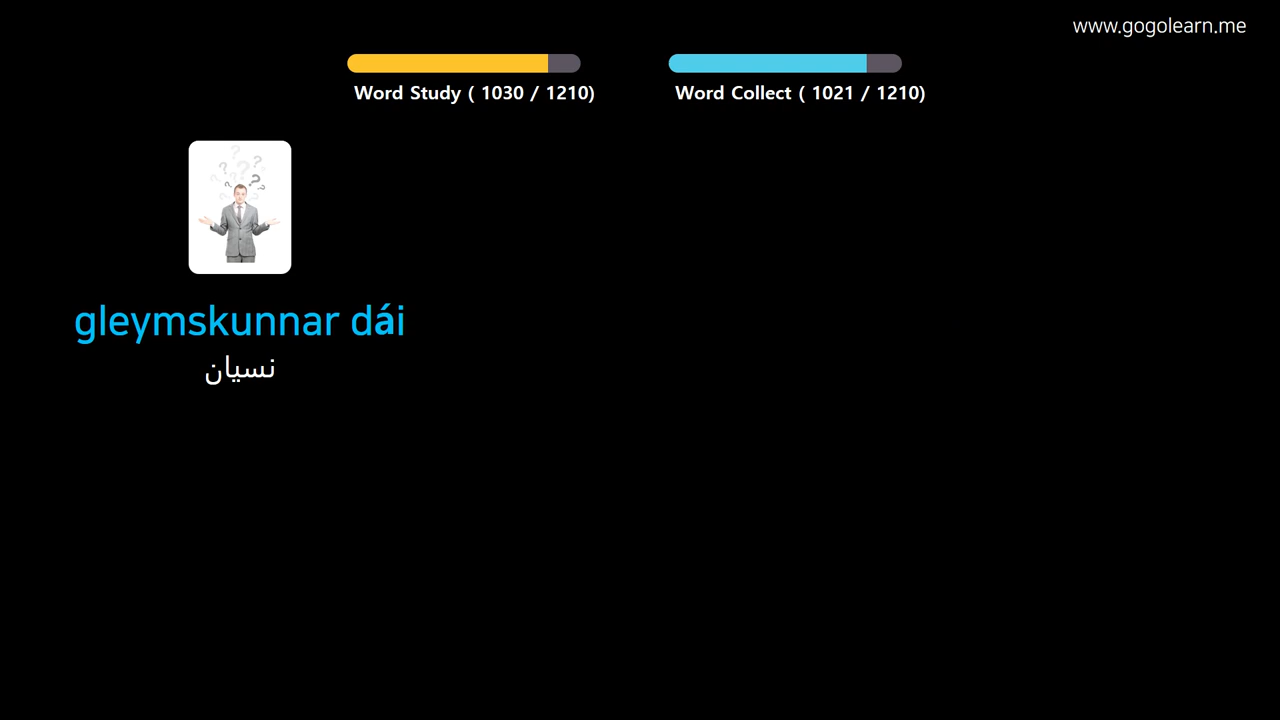 www.gogolearn.me
Word Study ( 1030 / 1210)
Word Collect ( 1021 / 1210)
gleymskunnar dái
نسيان